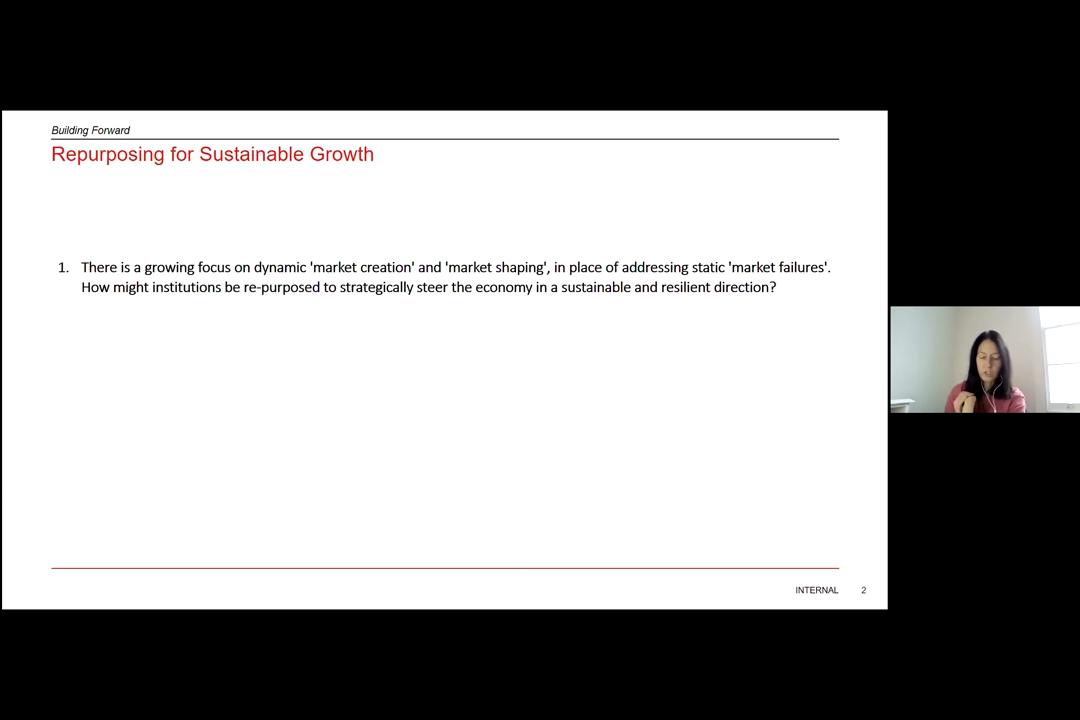 Building Forward
Repurposing for Sustainable Growth
1. There is a growing focus on dynamic 'market creation' and 'market shaping', in place of addressing static 'market failures'.
How might institutions be re-purposed to strategically steer the economy in a sustainable and resilient direction?
INTERNAL 2